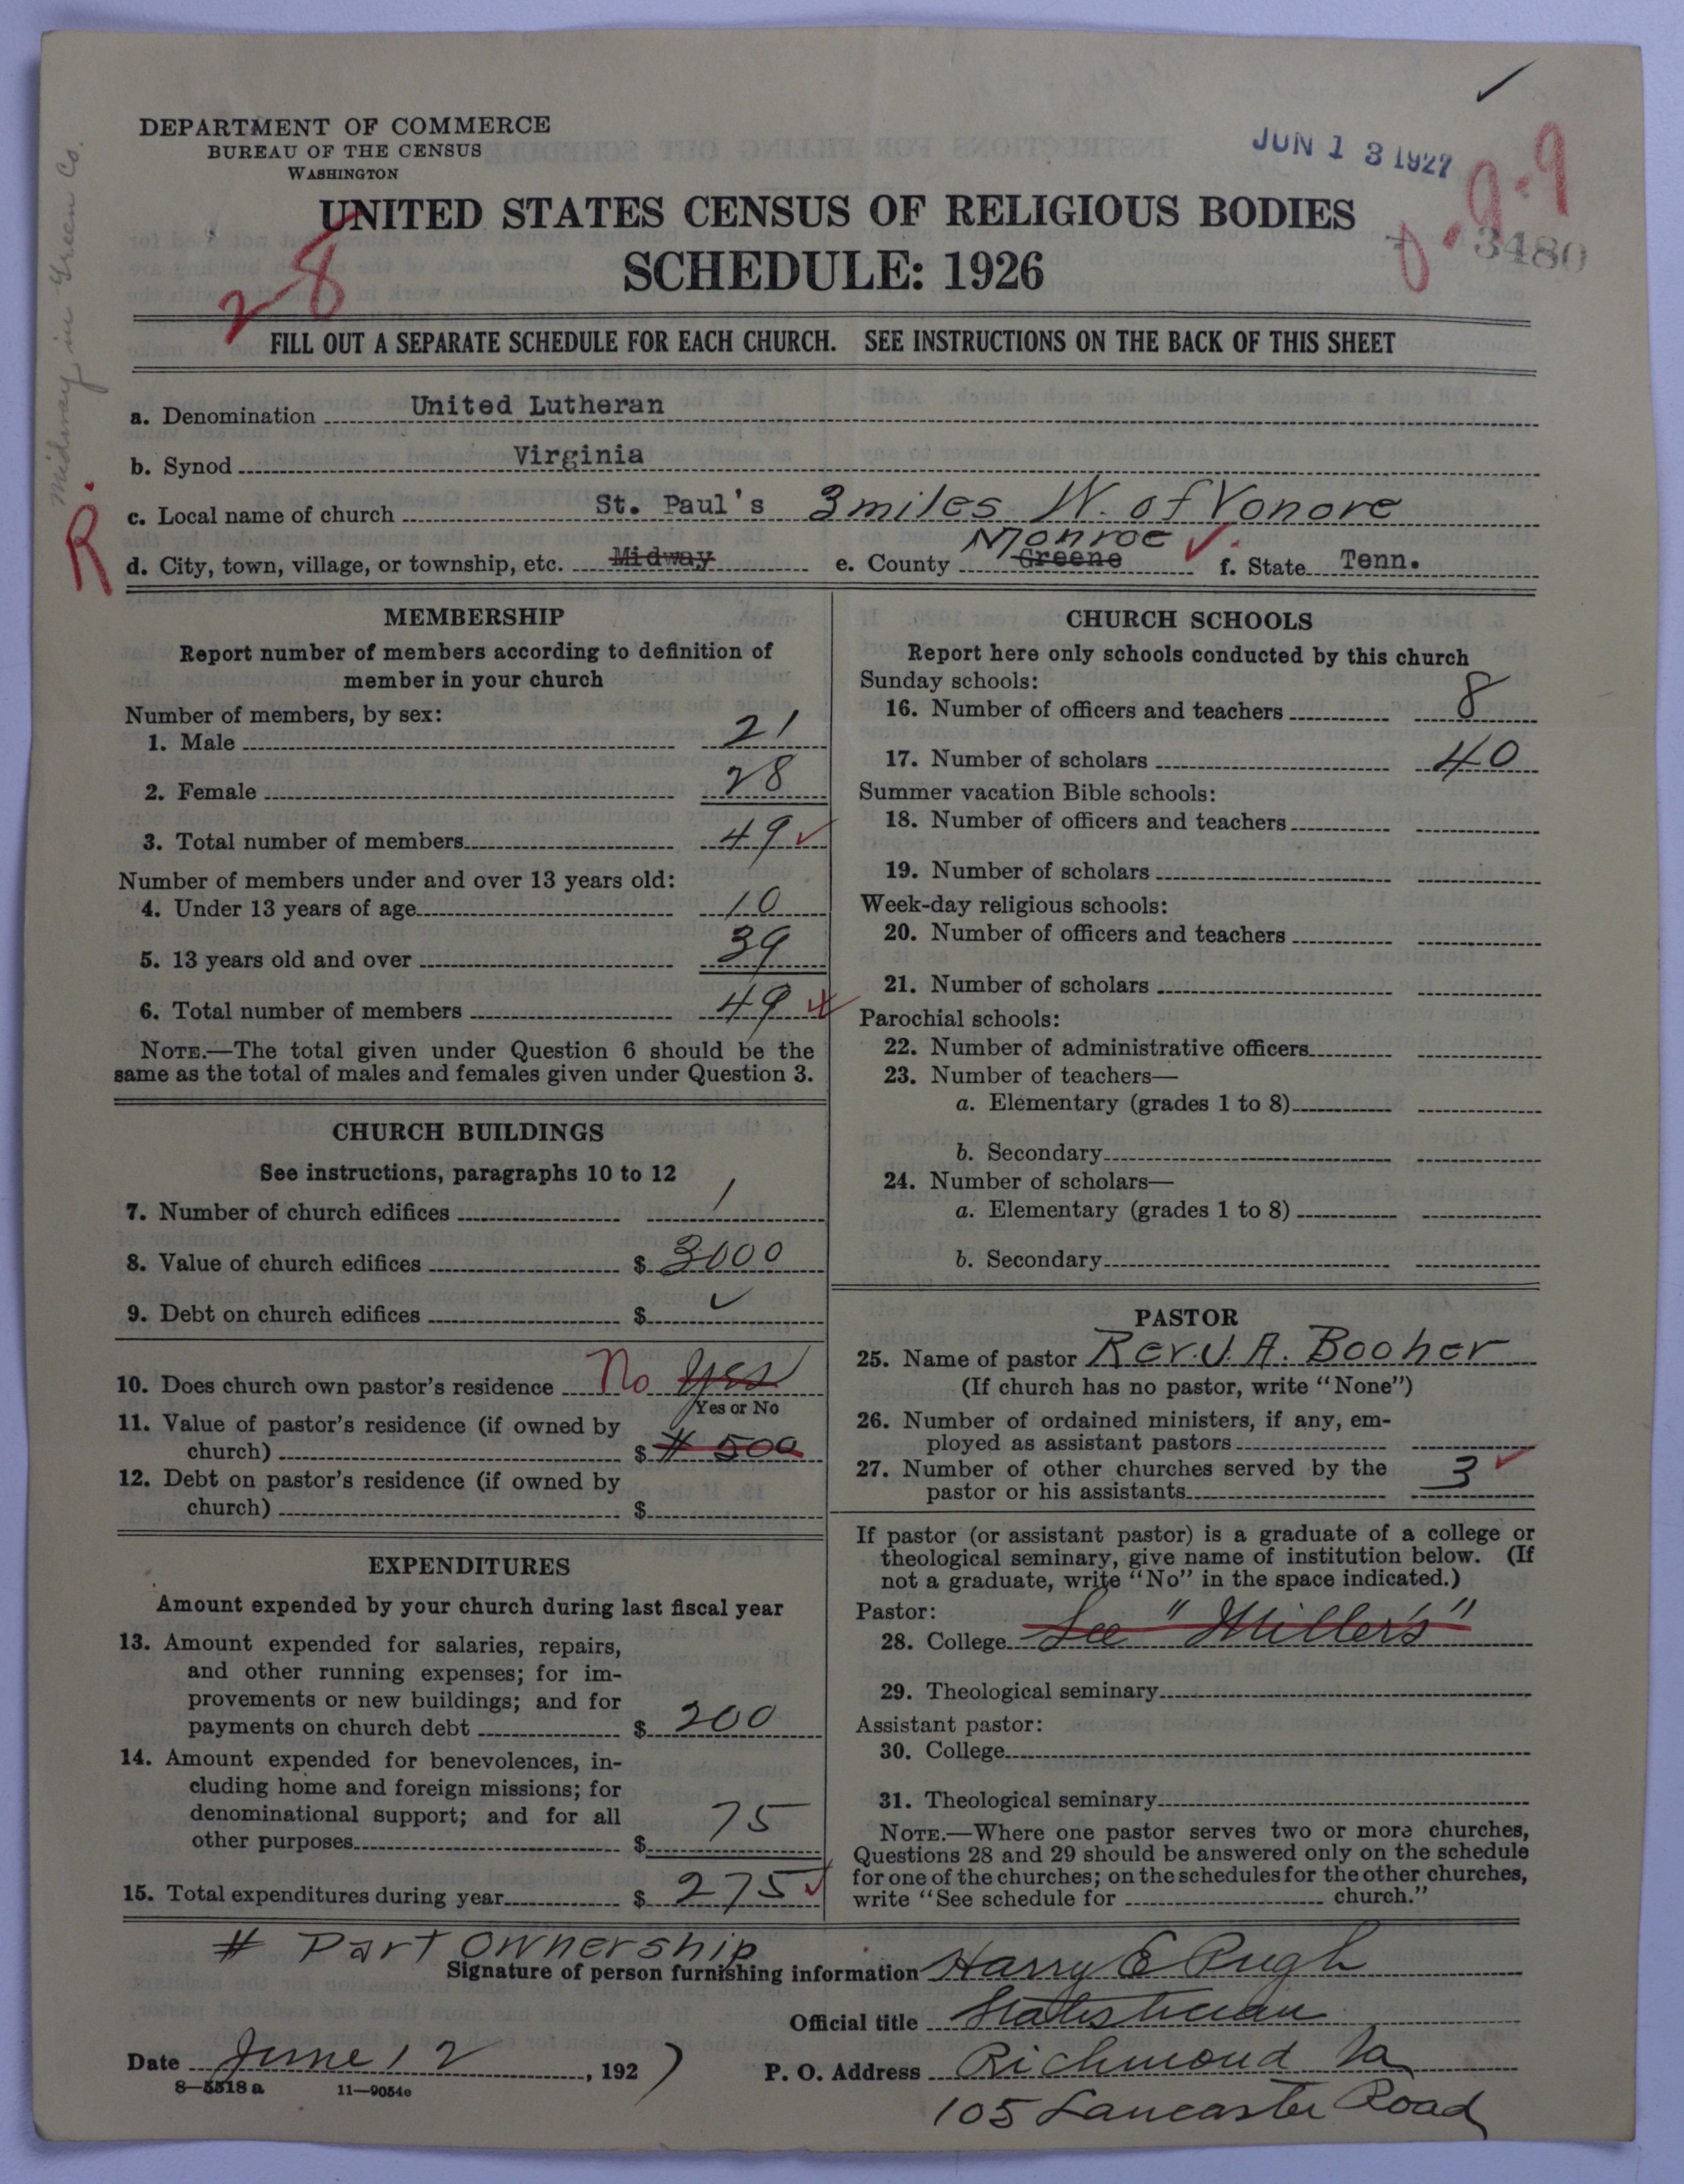 DEPARTMENT OF COMMERCE
BUREAU OF THE CENSUS
WASHINGTON
JUN 13 1927
UNITED STATES CENSUS OF RELIGIOUS BODIES
SCHEDULE: 1926
28
9-9
3480
Midway in Green Co.
R.
FILL OUT A SEPARATE SCHEDULE FOR EACH CHURCH. SEE INSTRUCTIONS ON THE BACK OF THIS SHEET
a. Denomination United Lutheran
b. Synod Virginia
c. Local name of church St. Paul's 3 miles W. of Vonore
d. City, town, village, or township, etc. Midway e. County Greene Monroe f. State Tenn.
MEMBERSHIP
Report number of members according to definition of
member in your church
Number of members, by sex:
1. Male 21
2. Female 28
3. Total number of members 49
Number of members under and over 13 years old:
4. Under 13 years of age 10
5. 13 years old and over 39
6. Total number of members 49
NOTE.—The total given under Question 6 should be the
same as the total of males and females given under Question 3.
CHURCH BUILDINGS
See instructions, paragraphs 10 to 12
7. Number of church edifices 1
8. Value of church edifices $ 3000
9. Debt on church edifices $
10. Does church own pastor's residence No Yes
Yes or No
11. Value of pastor's residence (if owned by
church) $ # 500
12. Debt on pastor's residence (if owned by
church) $
EXPENDITURES
Amount expended by your church during last fiscal year
13. Amount expended for salaries, repairs,
and other running expenses; for im-
provements or new buildings; and for
payments on church debt $ 200
14. Amount expended for benevolences, in-
cluding home and foreign missions; for
denominational support; and for all
other purposes $ 75
15. Total expenditures during year $ 275
CHURCH SCHOOLS
Report here only schools conducted by this church
Sunday schools:
16. Number of officers and teachers 8
17. Number of scholars 40
Summer vacation Bible schools:
18. Number of officers and teachers
19. Number of scholars
Week-day religious schools:
20. Number of officers and teachers
21. Number of scholars
Parochial schools:
22. Number of administrative officers
23. Number of teachers—
a. Elementary (grades 1 to 8)
b. Secondary
24. Number of scholars—
a. Elementary (grades 1 to 8)
b. Secondary
PASTOR
25. Name of pastor Rev. J. A. Booher
(If church has no pastor, write "None")
26. Number of ordained ministers, if any, em-
ployed as assistant pastors
27. Number of other churches served by the
pastor or his assistants 3
If pastor (or assistant pastor) is a graduate of a college or
theological seminary, give name of institution below. (If
not a graduate, write "No" in the space indicated.)
Pastor:
28. College See "Miller's"
29. Theological seminary
Assistant pastor:
30. College
31. Theological seminary
NOTE.—Where one pastor serves two or more churches,
Questions 28 and 29 should be answered only on the schedule
for one of the churches; on the schedules for the other churches,
write "See schedule for church."
# Part Ownership
Signature of person furnishing information Harry E Pugh
Official title Statistician
Date June 12, 1927
P. O. Address Richmond Va
105 Lancaster Road
8—5518 a 11—9054c